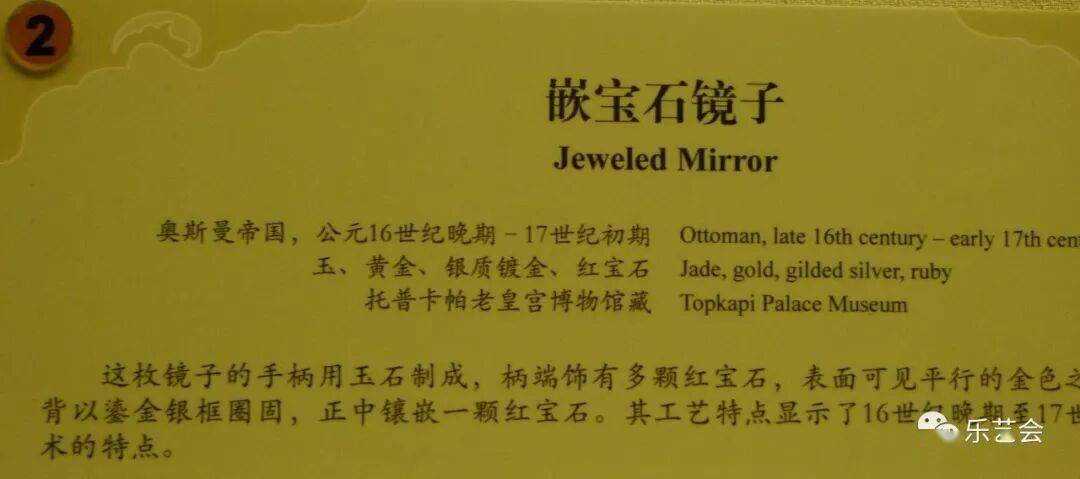 2
嵌宝石镜子
Jeweled Mirror
奥斯曼帝国，公元16世纪晚期－17世纪初期 Ottoman, late 16th century – early 17th cent
玉、黄金、银质镀金、红宝石 Jade, gold, gilded silver, ruby
托普卡帕老皇宫博物馆藏 Topkapi Palace Museum
这枚镜子的手柄用玉石制成，柄端饰有多颗红宝石，表面可见平行的金色之
背以鎏金银框圈固，正中镶嵌一颗红宝石。其工艺特点显示了16世纪晚期至17世
术的特点。
乐艺会